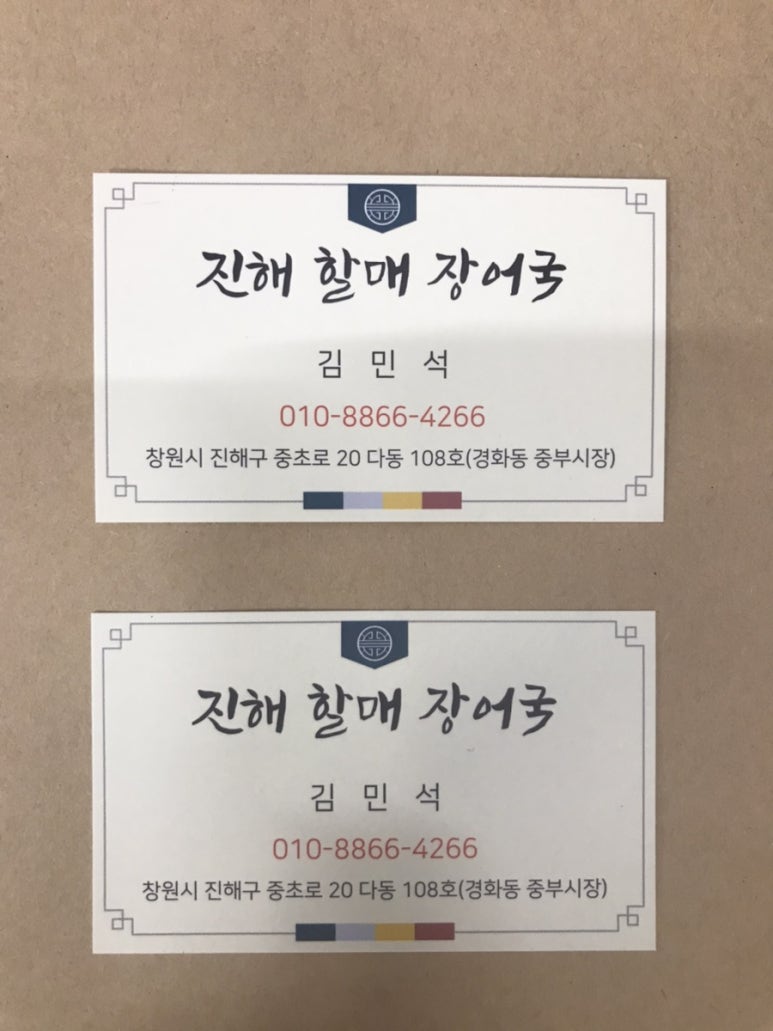 진해 할매 장어국
김 민 석
010-8866-4266
창원시 진해구 중초로 20 다동 108호(경화동 중부시장)
진해 할매 장어국
김 민 석
010-8866-4266
창원시 진해구 중초로 20 다동 108호(경화동 중부시장)